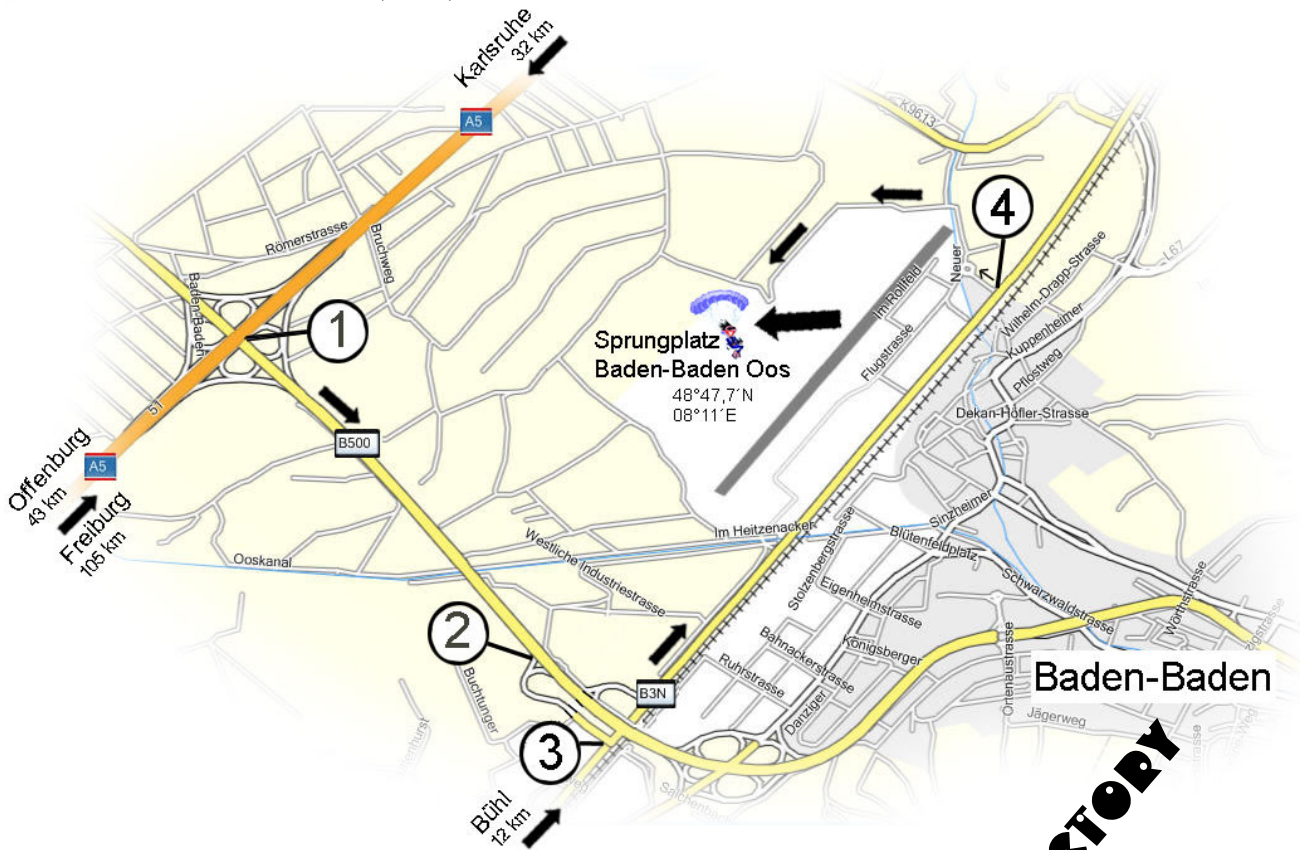 Karlsruhe
32 km
A5
K9613
4
L67
Römerstrasse
Bruchweg
Neuer
Baden-Baden
Wilhelm-Drapp-Strasse
Im Rollfeld
Kuppenheimer
1
Sprungplatz
Baden-Baden Oos
48°47,7´N
08°11´E
Flugstrasse
Pflostweg
51
Dekan-Höfler-Strasse
B500
Offenburg
43 km
A5
Freiburg
105 km
Sinzheimer
Im Heitzenacker
Westliche Industriestrasse
Blütenfeldplatz
Ooskanal
Stolzenbergstrasse
Eigenheimstrasse
Schwarzwaldstrasse
Wörthstrasse
2
Königsberger
Bahnackerstrasse
Ruhrstrasse
Ortenaustrasse
Baden-Baden
B3N
Buchtunger
Danziger
Jägerweg
3
Bühl
12 km
STORY